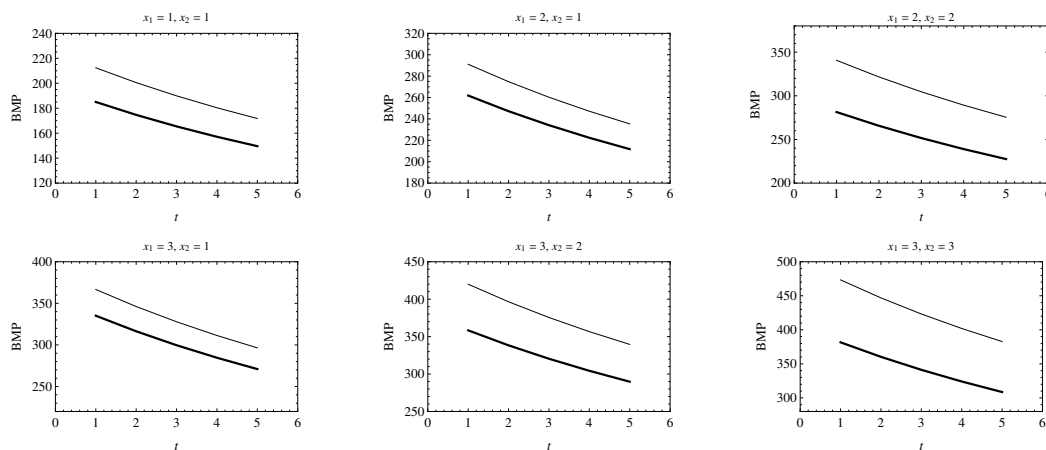 x₁ = 1, x₂ = 1
240
220
200
180
160
140
120
BMP
0 1 2 3 4 5 6
t
x₁ = 2, x₂ = 1
320
300
280
260
240
220
200
180
BMP
0 1 2 3 4 5 6
t
x₁ = 2, x₂ = 2
350
300
250
200
BMP
0 1 2 3 4 5 6
t
x₁ = 3, x₂ = 1
400
350
300
250
BMP
0 1 2 3 4 5 6
t
x₁ = 3, x₂ = 2
450
400
350
300
250
BMP
0 1 2 3 4 5 6
t
x₁ = 3, x₂ = 3
500
450
400
350
300
BMP
0 1 2 3 4 5 6
t